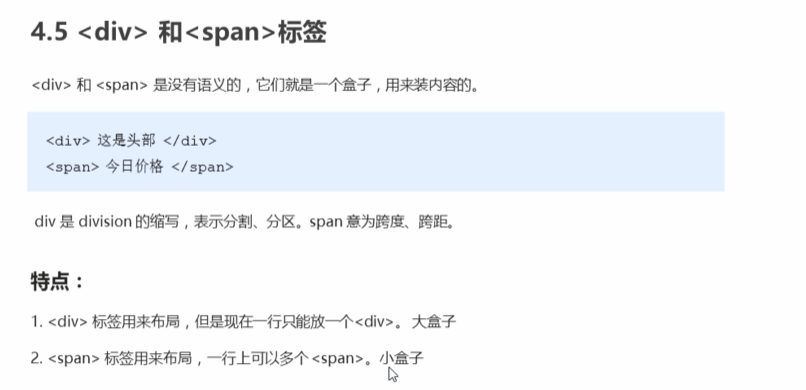 4.5 <div> 和<span>标签
<div> 和 <span> 是没有语义的，它们就是一个盒子，用来装内容的。
<div> 这是头部 </div>
<span> 今日价格 </span>
div 是 division 的缩写，表示分割、分区。span 意为跨度、跨距。
特点：
1. <div> 标签用来布局，但是现在一行只能放一个<div>。 大盒子
2. <span> 标签用来布局，一行上可以多个 <span>。小盒子